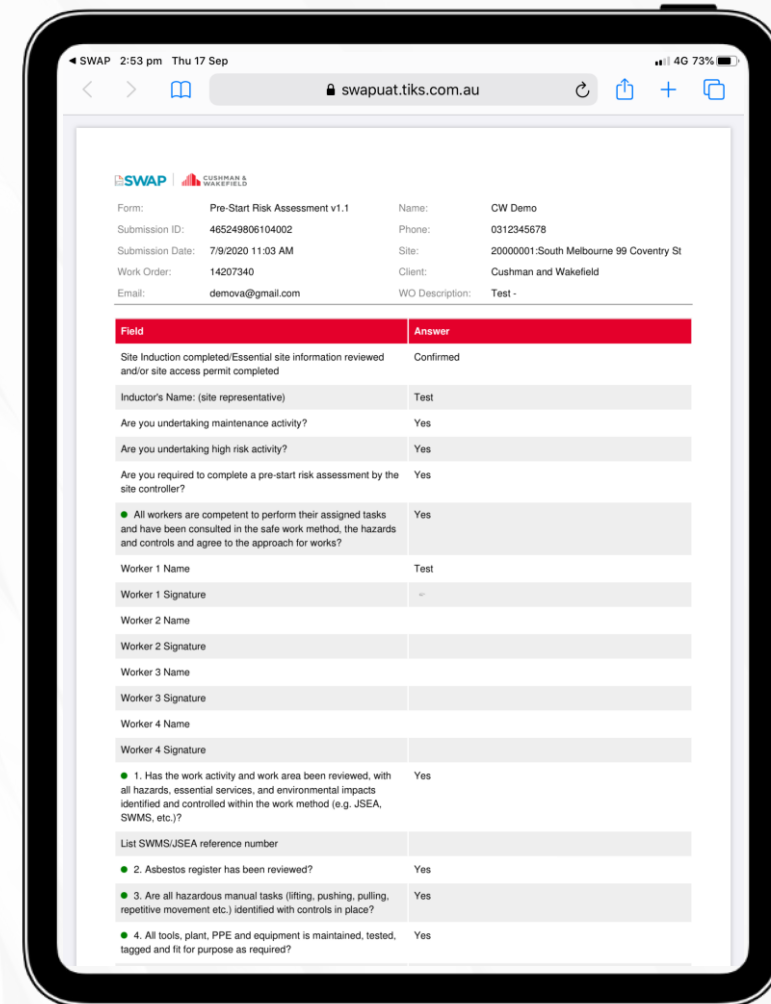 ◀ SWAP 2:53 pm Thu 17 Sep 4G 73%
swapuat.tiks.com.au
SWAP CUSHMAN & WAKEFIELD
Form: Pre-Start Risk Assessment v1.1 Name: CW Demo
Submission ID: 465249806104002 Phone: 0312345678
Submission Date: 7/9/2020 11:03 AM Site: 20000001:South Melbourne 99 Coventry St
Work Order: 14207340 Client: Cushman and Wakefield
Email: demova@gmail.com WO Description: Test -
Field Answer
Site Induction completed/Essential site information reviewed Confirmed
and/or site access permit completed
Inductor's Name: (site representative) Test
Are you undertaking maintenance activity? Yes
Are you undertaking high risk activity? Yes
Are you required to complete a pre-start risk assessment by the Yes
site controller?
● All workers are competent to perform their assigned tasks Yes
and have been consulted in the safe work method, the hazards
and controls and agree to the approach for works?
Worker 1 Name Test
Worker 1 Signature
Worker 2 Name
Worker 2 Signature
Worker 3 Name
Worker 3 Signature
Worker 4 Name
Worker 4 Signature
● 1. Has the work activity and work area been reviewed, with Yes
all hazards, essential services, and environmental impacts
identified and controlled within the work method (e.g. JSEA,
SWMS, etc.)?
List SWMS/JSEA reference number
● 2. Asbestos register has been reviewed? Yes
● 3. Are all hazardous manual tasks (lifting, pushing, pulling, Yes
repetitive movement etc.) identified with controls in place?
● 4. All tools, plant, PPE and equipment is maintained, tested, Yes
tagged and fit for purpose as required?